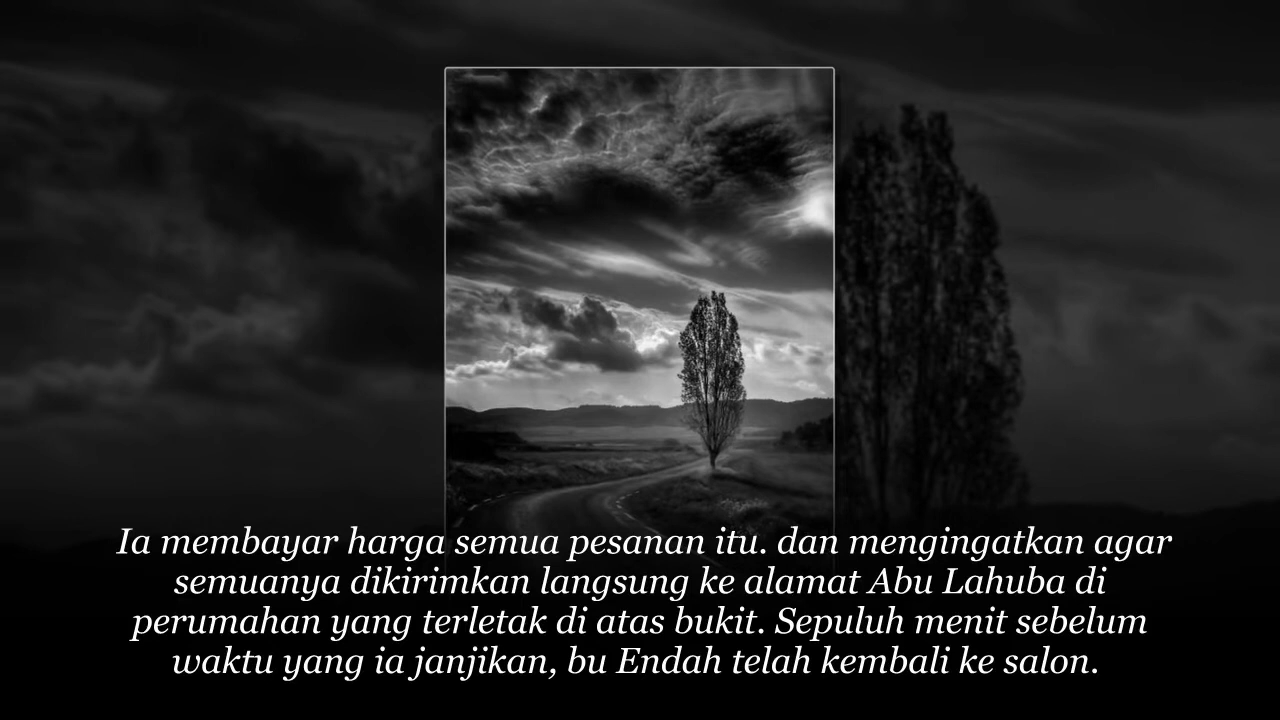 Ia membayar harga semua pesanan itu. dan mengingatkan agar
semuanya dikirimkan langsung ke alamat Abu Lahuba di
perumahan yang terletak di atas bukit. Sepuluh menit sebelum
waktu yang ia janjikan, bu Endah telah kembali ke salon.